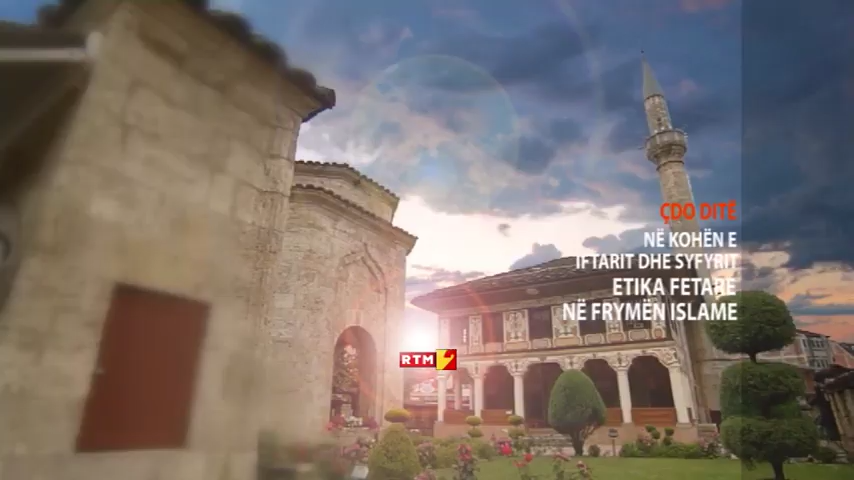 ÇDO DITË
NË KOHËN E
IFTARIT DHE SYFYRIT
ETIKA FETARE
NË FRYMËN ISLAME
RTM